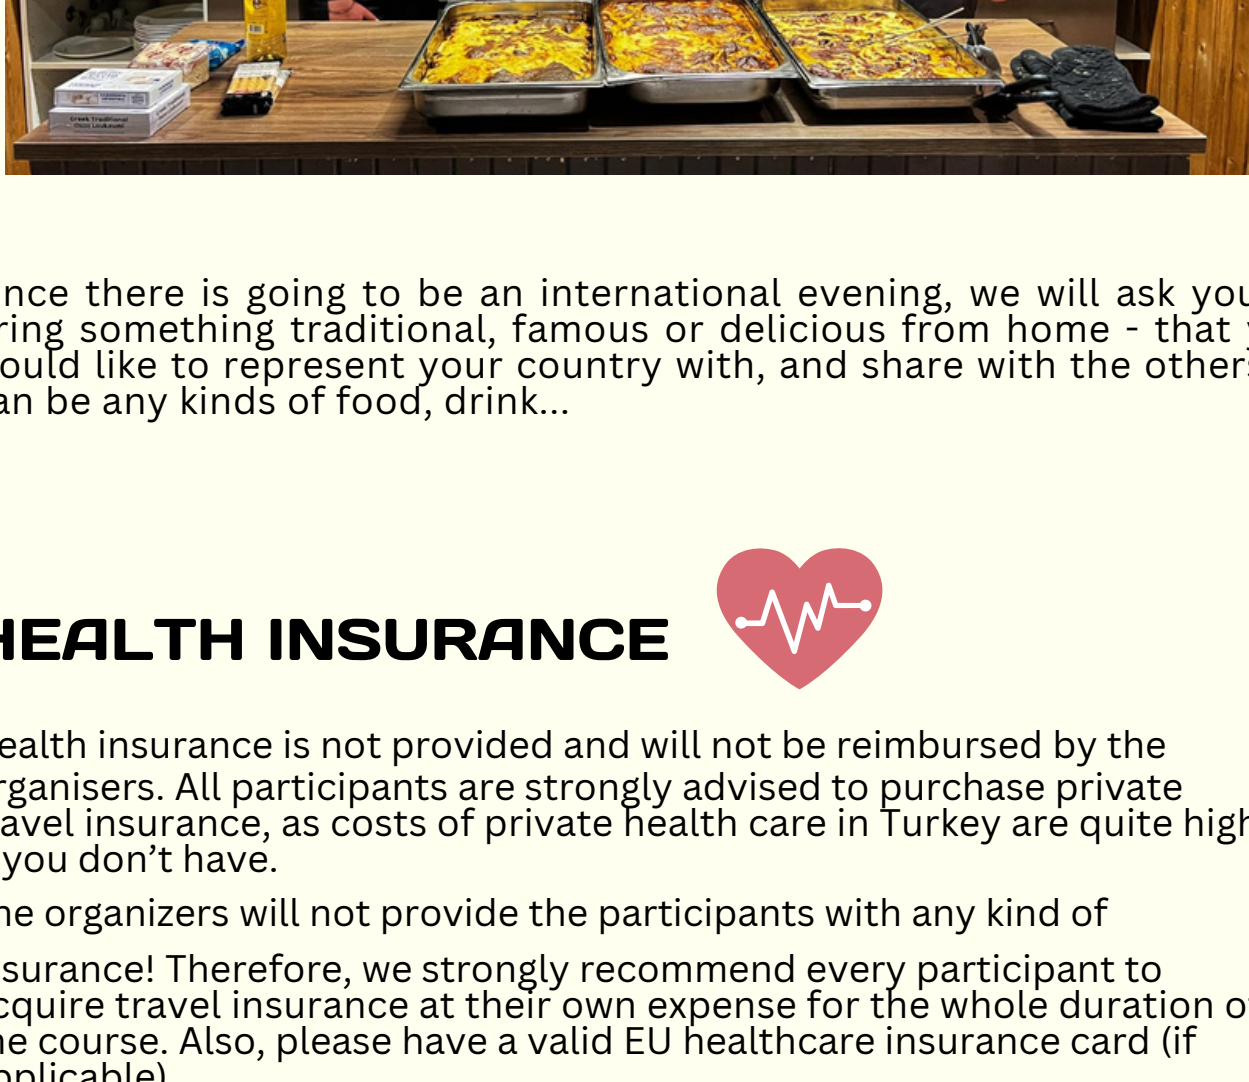 Greek Traditional
nce there is going to be an international evening, we will ask you
ring something traditional, famous or delicious from home - that y
ould like to represent your country with, and share with the others
an be any kinds of food, drink...
HEALTH INSURANCE
ealth insurance is not provided and will not be reimbursed by the
rganisers. All participants are strongly advised to purchase private
avel insurance, as costs of private health care in Turkey are quite high
you don’t have.
he organizers will not provide the participants with any kind of
surance! Therefore, we strongly recommend every participant to
cquire travel insurance at their own expense for the whole duration of
he course. Also, please have a valid EU healthcare insurance card (if
pplicable)